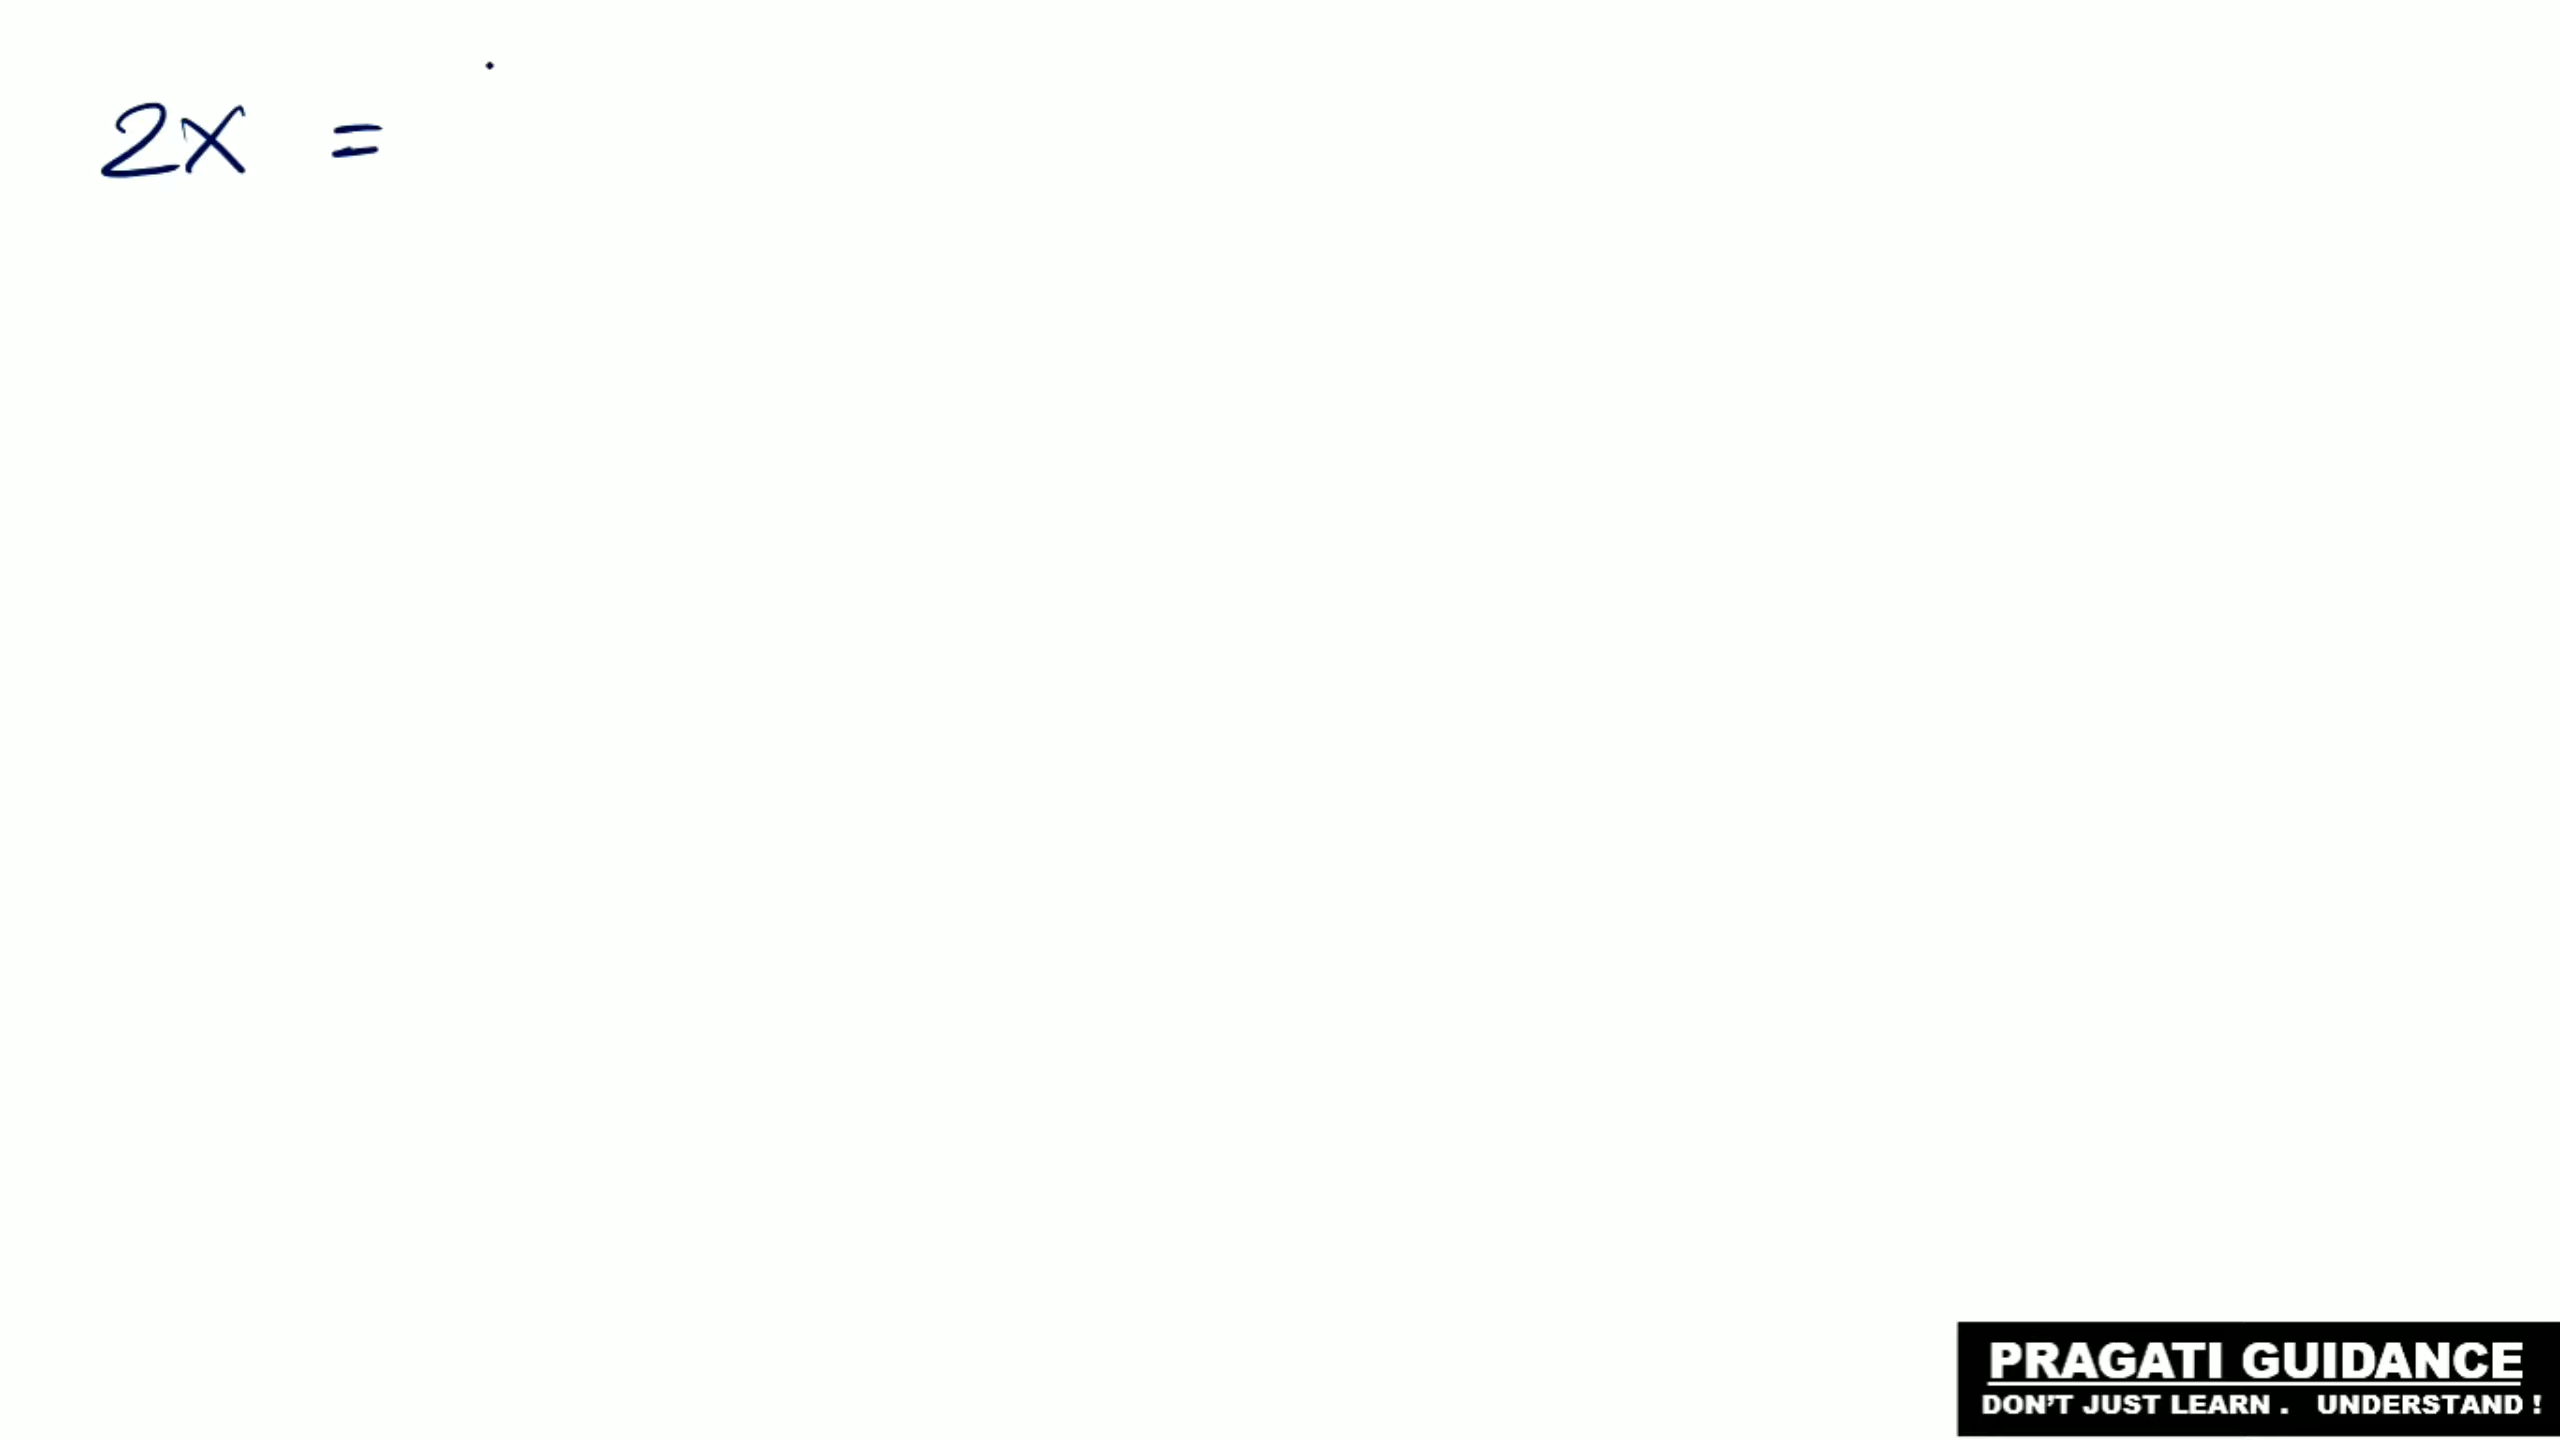 2x =
PRAGATI GUIDANCE
DON'T JUST LEARN . UNDERSTAND !